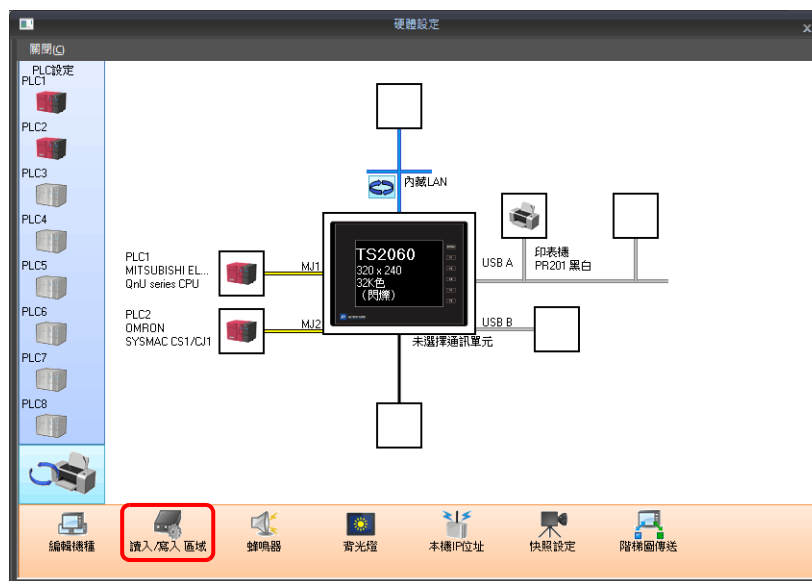 硬體設定
x
關閉(C)
PLC設定
PLC1
PLC2
PLC3
PLC4
PLC5
PLC6
PLC7
PLC8
內藏LAN
TS2060
320 x 240
32K色
(閃爍)
PLC1
MITSUBISHI EL...
QnU series CPU
MJ1
PLC2
OMRON
SYSMAC CS1/CJ1
MJ2
USB A
印表機
PR201 黑白
USB B
未選擇通訊單元
編輯機種
讀入/寫入 區域
蜂鳴器
背光燈
本機IP位址
快照設定
階梯圖傳送